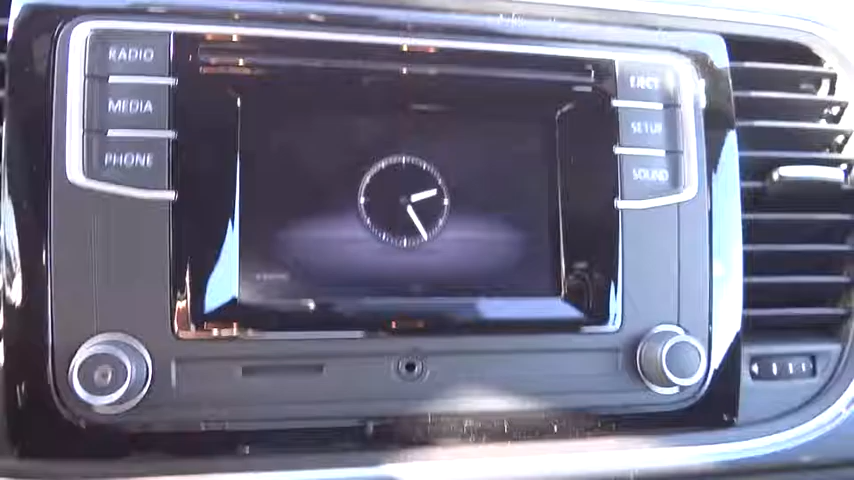 RADIO
MEDIA
PHONE
EJECT
SETUP
SOUND